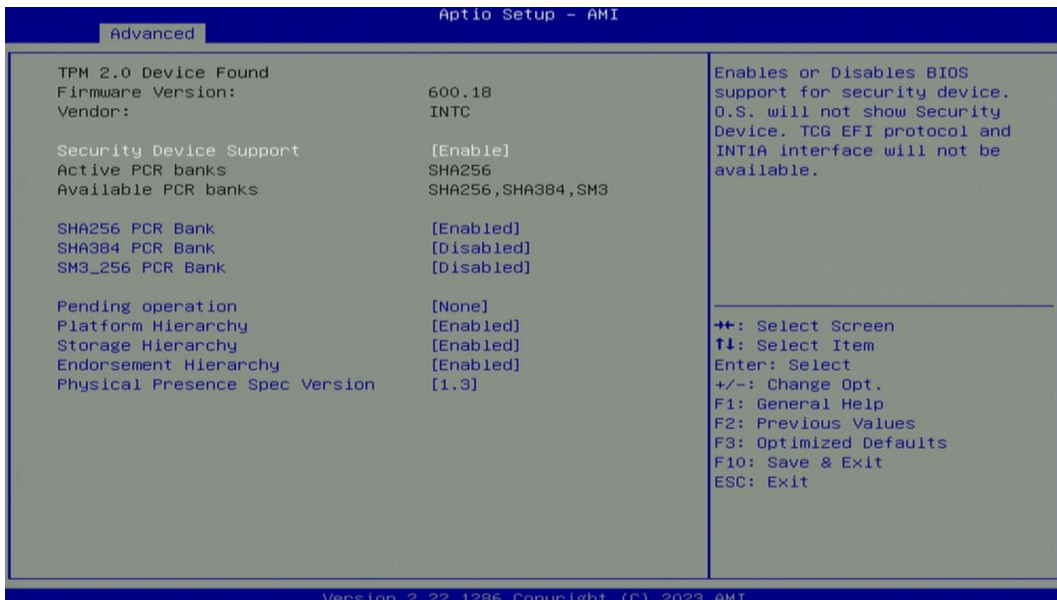 Aptio Setup – AMI
Advanced
TPM 2.0 Device Found
Firmware Version: 600.18
Vendor: INTC
Security Device Support [Enable]
Active PCR banks SHA256
Available PCR banks SHA256,SHA384,SM3
SHA256 PCR Bank [Enabled]
SHA384 PCR Bank [Disabled]
SM3_256 PCR Bank [Disabled]
Pending operation [None]
Platform Hierarchy [Enabled]
Storage Hierarchy [Enabled]
Endorsement Hierarchy [Enabled]
Physical Presence Spec Version [1.3]
Enables or Disables BIOS
support for security device.
O.S. will not show Security
Device. TCG EFI protocol and
INT1A interface will not be
available.
→←: Select Screen
↑↓: Select Item
Enter: Select
+/-: Change Opt.
F1: General Help
F2: Previous Values
F3: Optimized Defaults
F10: Save & Exit
ESC: Exit
Version 2.22.1286 Copyright (C) 2023 AMI